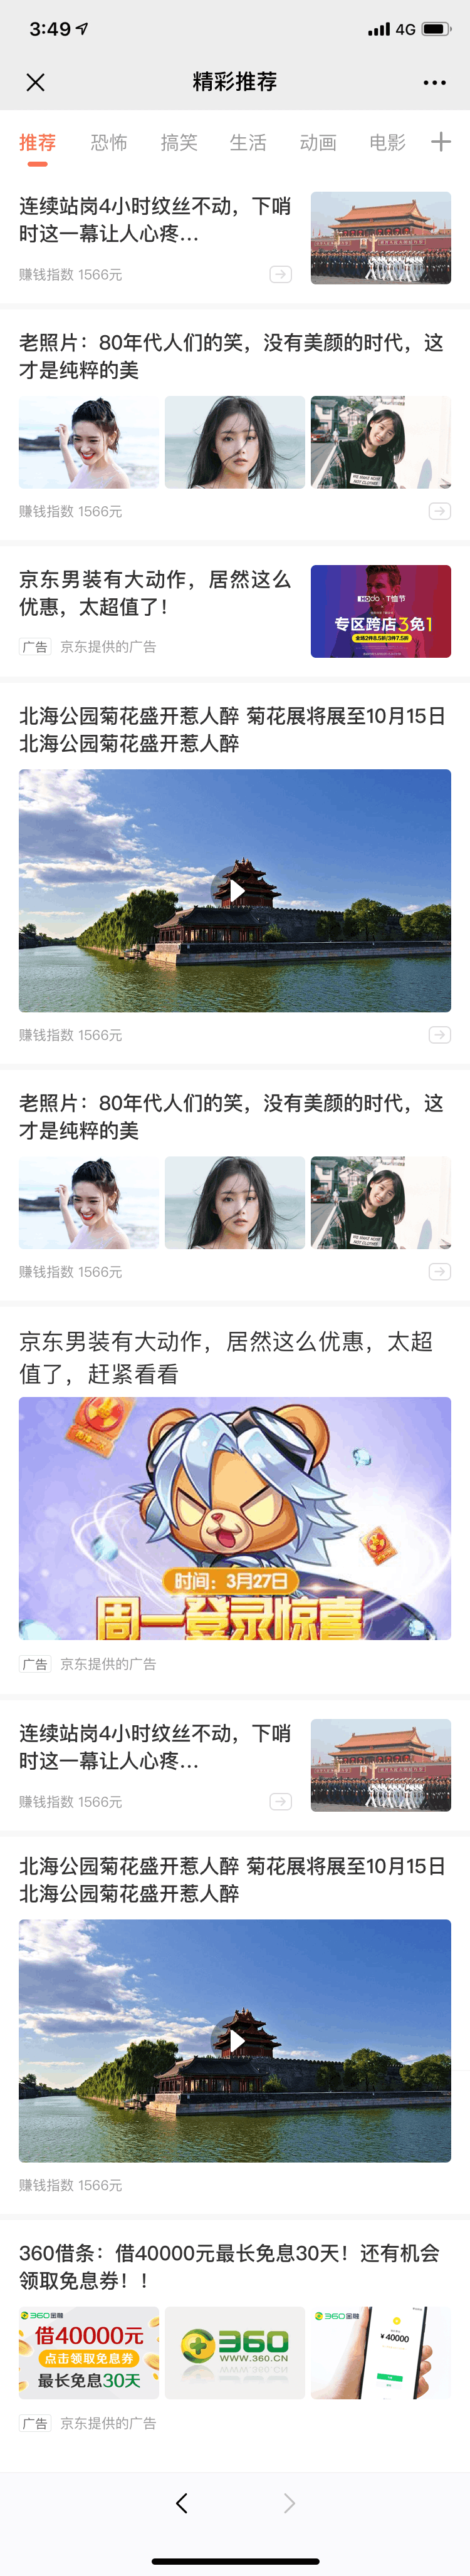 3:49
4G
精彩推荐
推荐 恐怖 搞笑 生活 动画 电影
连续站岗4小时纹丝不动，下哨
时这一幕让人心疼...
赚钱指数 1566元
老照片：80年代人们的笑，没有美颜的时代，这
才是纯粹的美
赚钱指数 1566元
京东男装有大动作，居然这么
优惠，太超值了！
广告 京东提供的广告
HOdo · T恤节
专区跨店3免1
全场2件8.5折/3件7.5折
北海公园菊花盛开惹人醉 菊花展将展至10月15日
北海公园菊花盛开惹人醉
赚钱指数 1566元
老照片：80年代人们的笑，没有美颜的时代，这
才是纯粹的美
赚钱指数 1566元
京东男装有大动作，居然这么优惠，太超
值了，赶紧看看
时间：3月27日
周一登录惊喜
广告 京东提供的广告
连续站岗4小时纹丝不动，下哨
时这一幕让人心疼...
赚钱指数 1566元
北海公园菊花盛开惹人醉 菊花展将展至10月15日
北海公园菊花盛开惹人醉
赚钱指数 1566元
360借条：借40000元最长免息30天！还有机会
领取免息券！！
360金融
借40000元
点击领取免息券
最长免息30天
360
WWW.360.CN
360金融
¥40000
广告 京东提供的广告